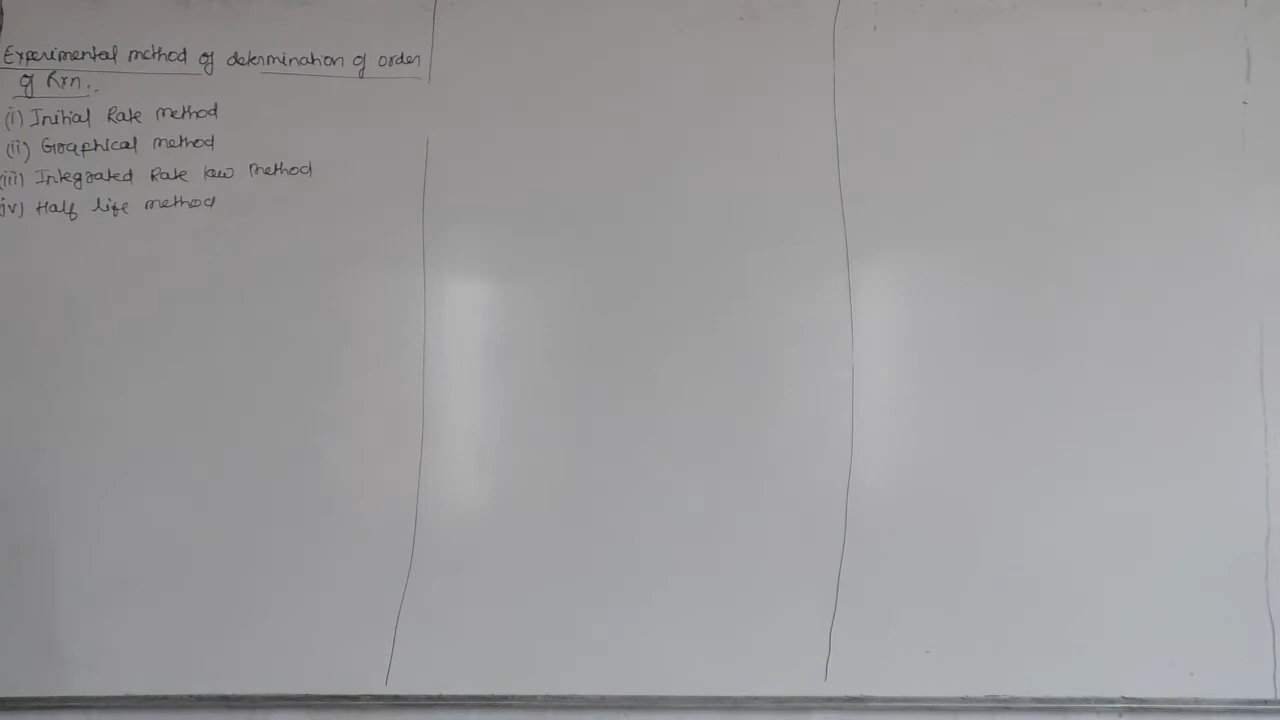 Experimental method of determination of order
of Rxn.
(i) Initial Rate method
(ii) Graphical method
(iii) Integrated Rate law method
(iv) Half life method